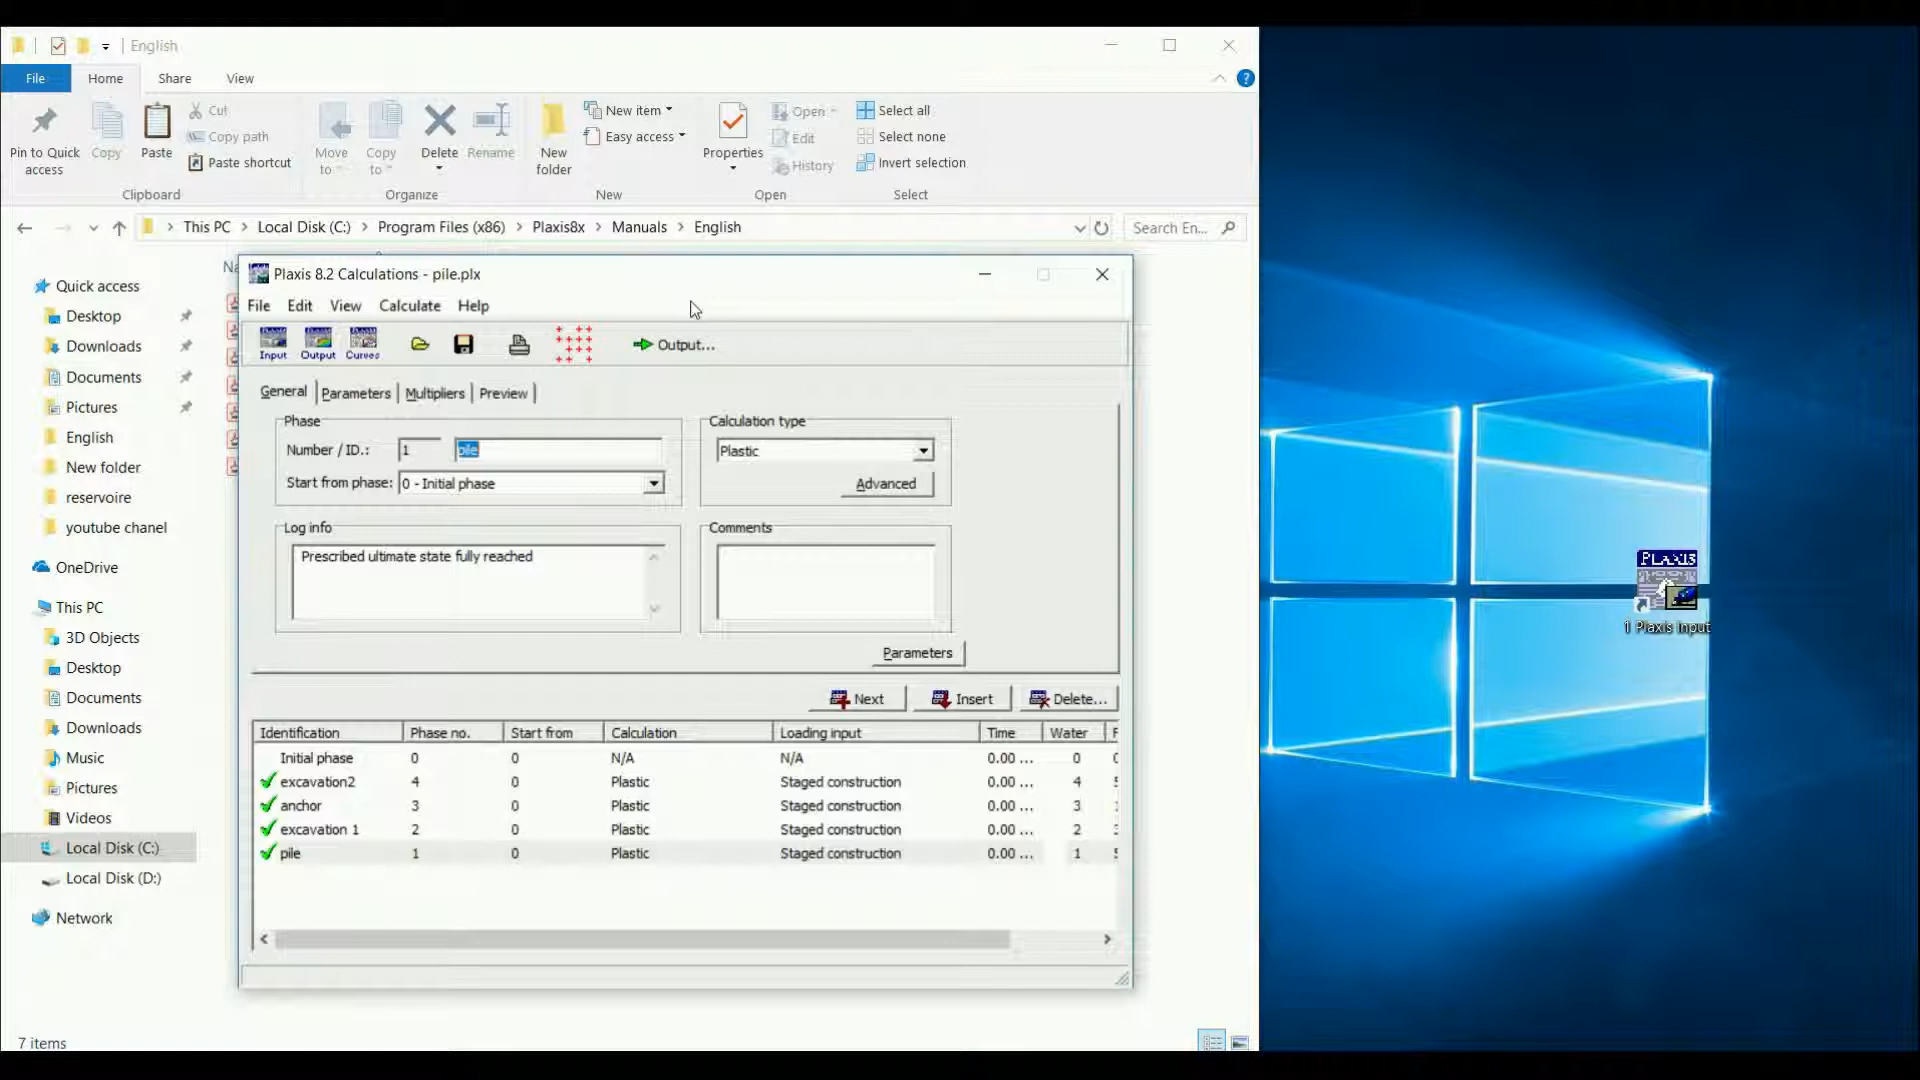 English
File Home Share View
Pin to Quick access
Copy
Paste
Cut
Copy path
Paste shortcut
Clipboard
Move to
Copy to
Delete
Rename
Organize
New folder
New item
Easy access
New
Properties
Open
Edit
History
Open
Select all
Select none
Invert selection
Select
This PC > Local Disk (C:) > Program Files (x86) > Plaxis8x > Manuals > English
Search En...
Quick access
Desktop
Downloads
Documents
Pictures
English
New folder
reservoire
youtube chanel
OneDrive
This PC
3D Objects
Desktop
Documents
Downloads
Music
Pictures
Videos
Local Disk (C:)
Local Disk (D:)
Network
7 items
Plaxis 8.2 Calculations - pile.plx
File Edit View Calculate Help
Input Output Curves
Output...
General Parameters Multipliers Preview
Phase
Number / ID.: 1 pile
Start from phase: 0 - Initial phase
Calculation type
Plastic
Advanced
Log info
Prescribed ultimate state fully reached
Comments
Parameters
Next Insert Delete...
Identification Phase no. Start from Calculation Loading input Time Water
Initial phase 0 0 N/A N/A 0.00 ... 0
excavation2 4 0 Plastic Staged construction 0.00 ... 4
anchor 3 0 Plastic Staged construction 0.00 ... 3
excavation 1 2 0 Plastic Staged construction 0.00 ... 2
pile 1 0 Plastic Staged construction 0.00 ... 1
PLAXIS
1 Plaxis Input